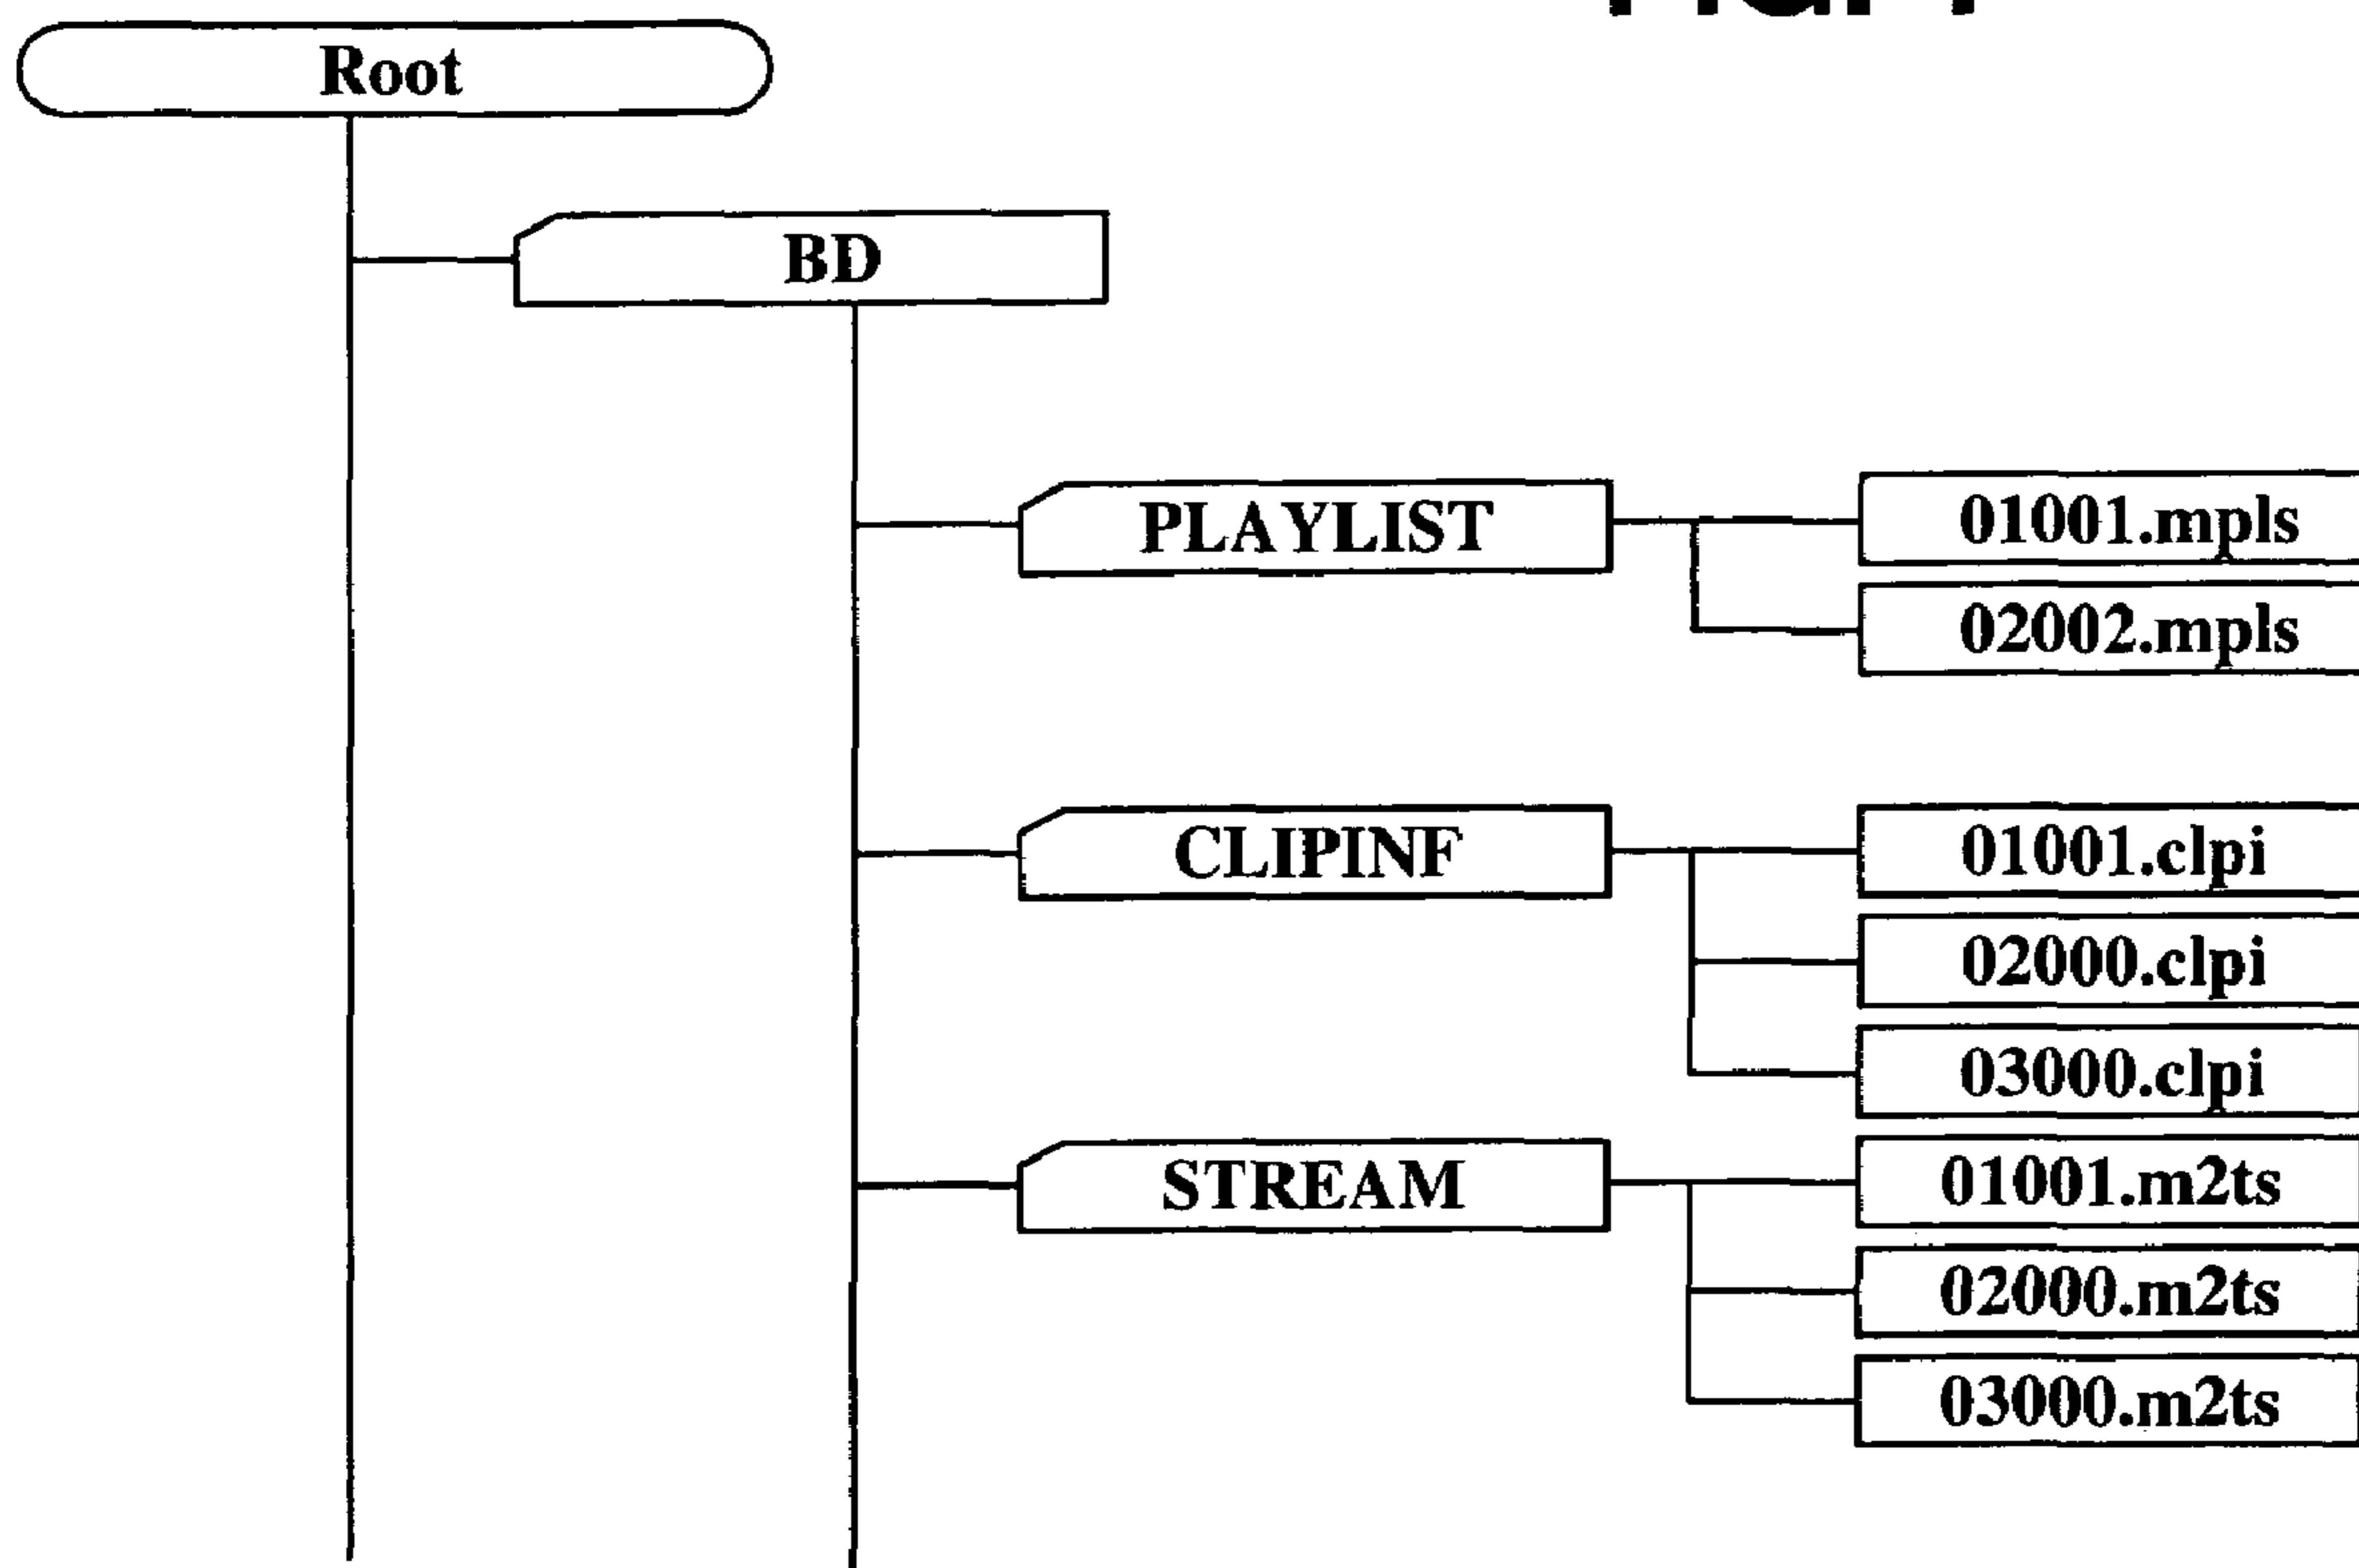 Root
BD
PLAYLIST
01001.mpls
02002.mpls
CLIPINF
01001.clpi
02000.clpi
03000.clpi
STREAM
01001.m2ts
02000.m2ts
03000.m2ts